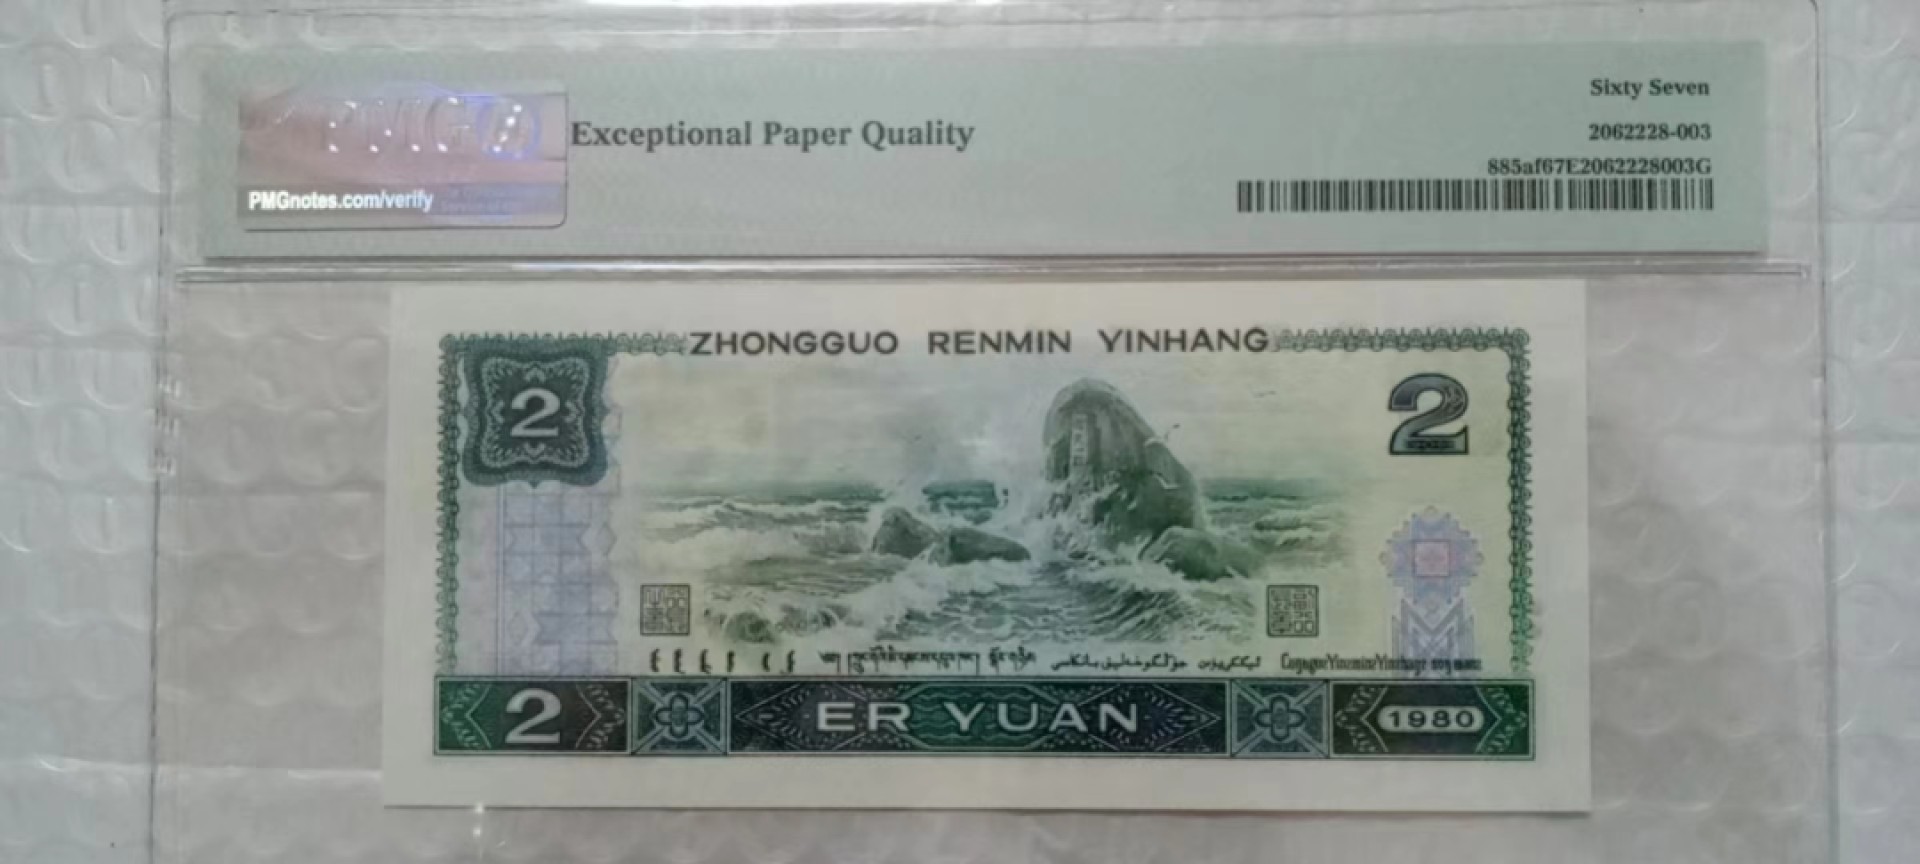 PMG
PMGnotes.com/verify
Exceptional Paper Quality
Sixty Seven
2062228-003
885af67E2062228003G
ZHONGGUO RENMIN YINHANG
2
2
2
ER YUAN
1980